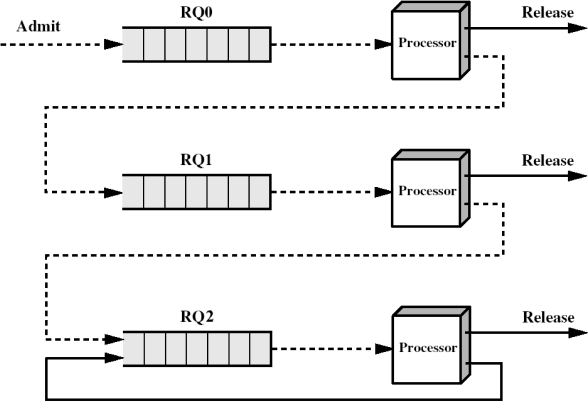 RQ0
Admit
Release
Processor
RQ1
Release
Processor
RQ2
Release
Processor